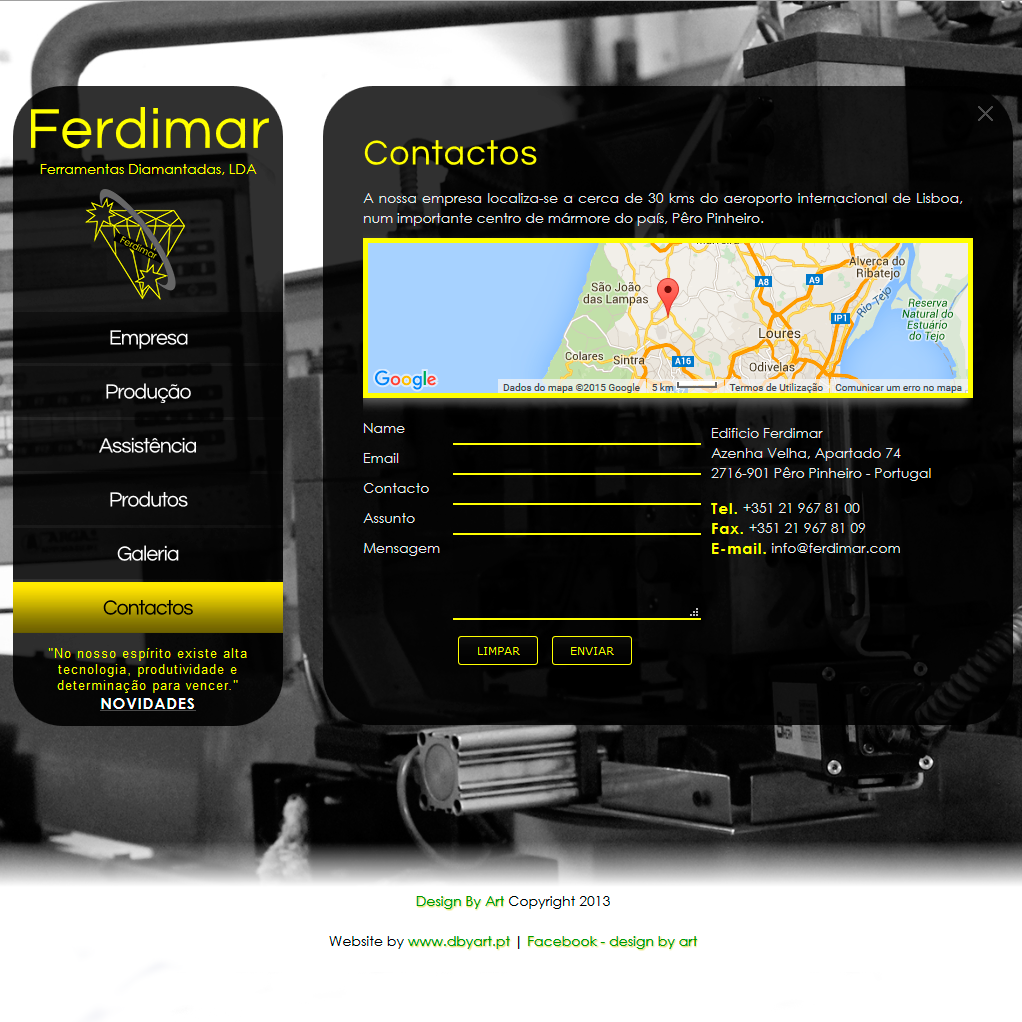 Ferdimar
Ferramentas Diamantadas, LDA
Ferdimar
Empresa
Produção
Assistência
Produtos
Galeria
Contactos
"No nosso espírito existe alta
tecnologia, produtividade e
determinação para vencer."
NOVIDADES
Contactos
A nossa empresa localiza-se a cerca de 30 kms do aeroporto internacional de Lisboa,
num importante centro de mármore do país, Pêro Pinheiro.
Alverca do
Ribatejo
São João
das Lampas
A8
A9
Rio Tejo
Reserva
Natural do
Estuário
do Tejo
IP1
Loures
Colares
Sintra
A16
Odivelas
Google
Dados do mapa ©2015 Google
5 km
Termos de Utilização
Comunicar um erro no mapa
Name
Email
Contacto
Assunto
Mensagem
LIMPAR
ENVIAR
Edificio Ferdimar
Azenha Velha, Apartado 74
2716-901 Pêro Pinheiro - Portugal
Tel. +351 21 967 81 00
Fax. +351 21 967 81 09
E-mail. info@ferdimar.com
Design By Art Copyright 2013
Website by www.dbyart.pt | Facebook - design by art